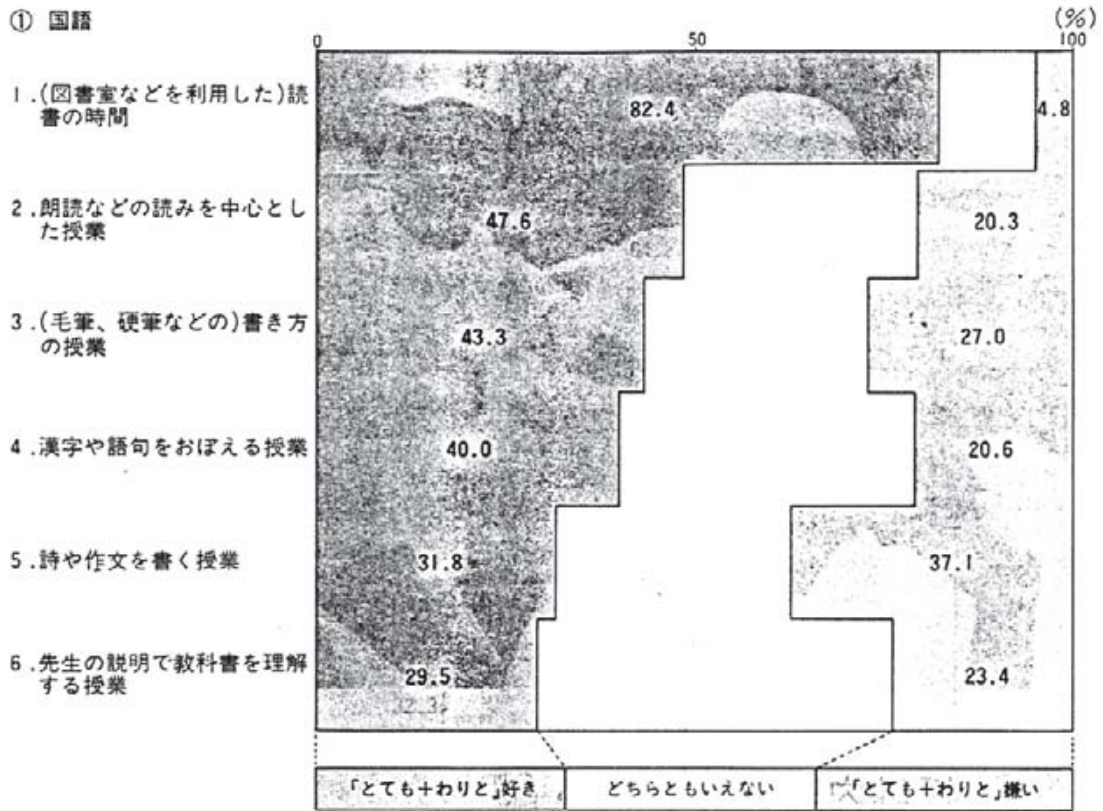 ① 国語
(%)
0 50 100
1.(図書室などを利用した)読
書の時間
82.4 4.8
2.朗読などの読みを中心とし
た授業
47.6 20.3
3.(毛筆、硬筆などの)書き方
の授業
43.3 27.0
4.漢字や語句をおぼえる授業
40.0 20.6
5.詩や作文を書く授業
31.8 37.1
6.先生の説明で教科書を理解
する授業
29.5 23.4
「とても+わりと」好き どちらともいえない 「とても+わりと」嫌い